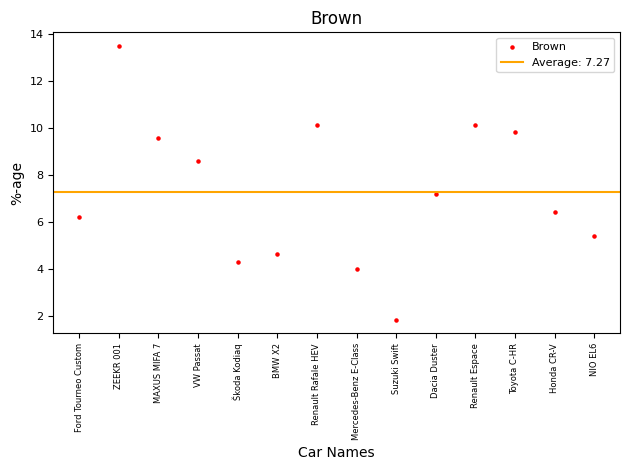 Brown
14
12
10
8
6
4
2
%-age
Brown
Average: 7.27
Ford Tourneo Custom
ZEEKR 001
MAXUS MIFA 7
VW Passat
Škoda Kodiaq
BMW X2
Renault Rafale HEV
Mercedes-Benz E-Class
Suzuki Swift
Dacia Duster
Renault Espace
Toyota C-HR
Honda CR-V
NIO EL6
Car Names